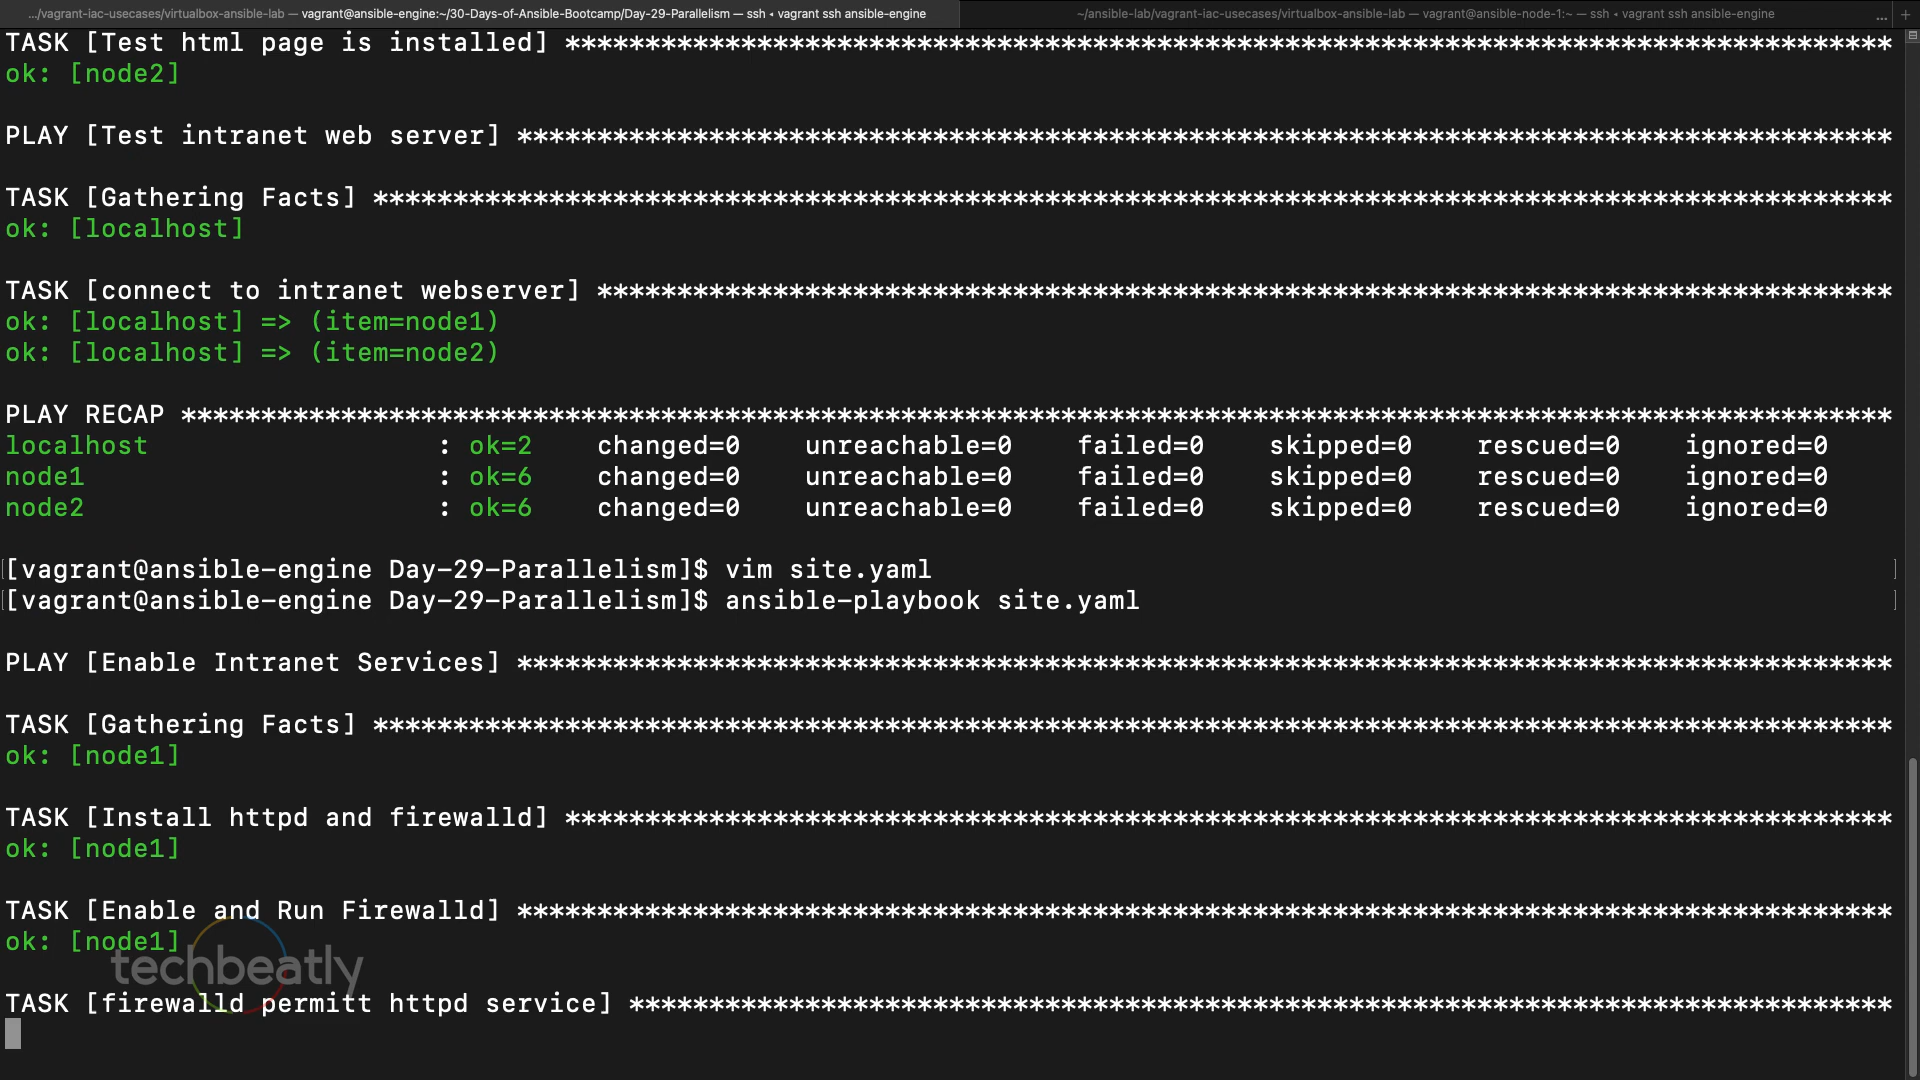 .../vagrant-iac-usecases/virtualbox-ansible-lab — vagrant@ansible-engine:~/30-Days-of-Ansible-Bootcamp/Day-29-Parallelism — ssh ◂ vagrant ssh ansible-engine
~/ansible-lab/vagrant-iac-usecases/virtualbox-ansible-lab — vagrant@ansible-node-1:~ — ssh ◂ vagrant ssh ansible-engine ... +
TASK [Test html page is installed] ***********************************************************************************
ok: [node2]
PLAY [Test intranet web server] **************************************************************************************
TASK [Gathering Facts] ***********************************************************************************************
ok: [localhost]
TASK [connect to intranet webserver] *********************************************************************************
ok: [localhost] => (item=node1)
ok: [localhost] => (item=node2)
PLAY RECAP ***********************************************************************************************************
localhost                  : ok=2    changed=0    unreachable=0    failed=0    skipped=0    rescued=0    ignored=0
node1                      : ok=6    changed=0    unreachable=0    failed=0    skipped=0    rescued=0    ignored=0
node2                      : ok=6    changed=0    unreachable=0    failed=0    skipped=0    rescued=0    ignored=0
[vagrant@ansible-engine Day-29-Parallelism]$ vim site.yaml
[vagrant@ansible-engine Day-29-Parallelism]$ ansible-playbook site.yaml
PLAY [Enable Intranet Services] **************************************************************************************
TASK [Gathering Facts] ***********************************************************************************************
ok: [node1]
TASK [Install httpd and firewalld] ***********************************************************************************
ok: [node1]
TASK [Enable and Run Firewalld] **************************************************************************************
ok: [node1]
techbeatly
TASK [firewalld permitt httpd service] *******************************************************************************